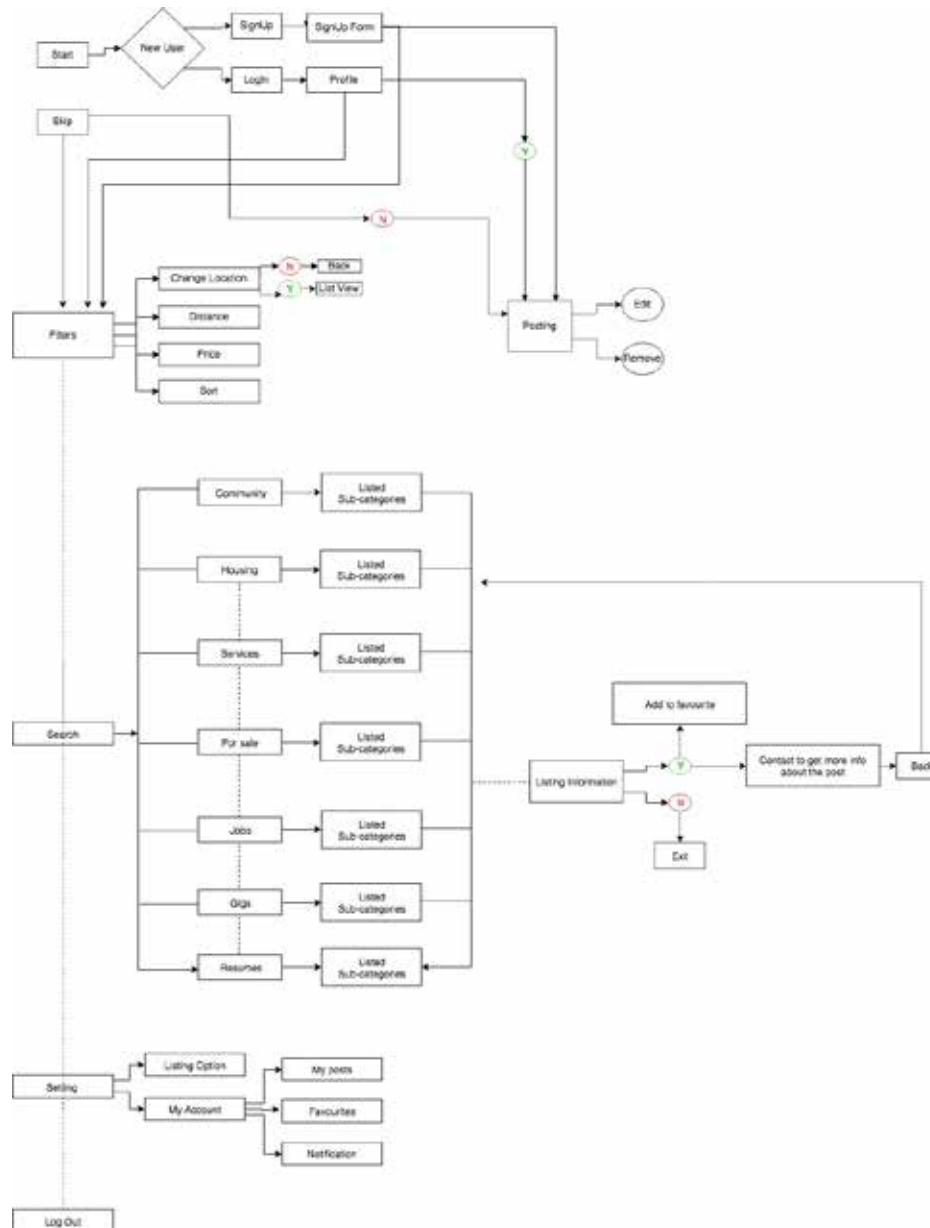 SignUp
SignUp Form
Start
New User
LogIn
Profile
Skip
Y
N
Change Location
N
Back
Y
List View
Distance
Filters
Price
Sort
Posting
Edit
Remove
Community
Listed
Sub-categories
Housing
Listed
Sub-categories
Services
Listed
Sub-categories
Search
For sale
Listed
Sub-categories
Jobs
Listed
Sub-categories
Gigs
Listed
Sub-categories
Resumes
Listed
Sub-categories
Add to favourite
Listing Information
Y
N
Contact to get more info
about the post
Back
Exit
Setting
Listing Option
My Account
My posts
Favourites
Notification
Log Out